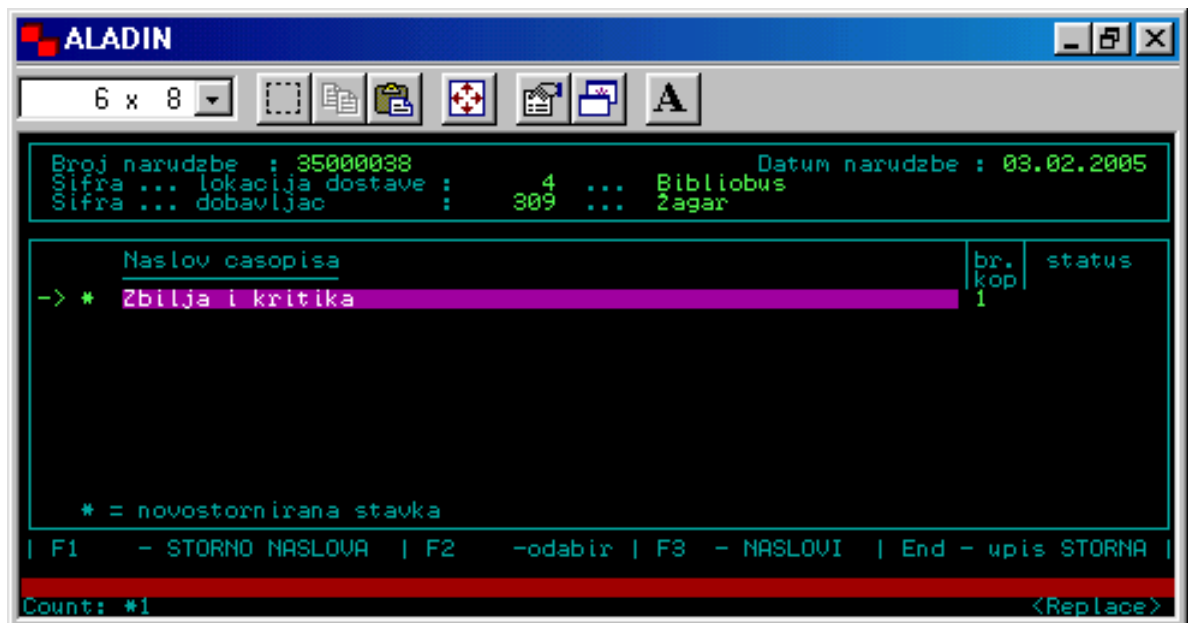 ALADIN
6 x 8 A
Broj narudzbe : 35000038 Datum narudzbe : 03.02.2005
Sifra ... lokacija dostave : 4 ... Bibliobus
Sifra ... dobavljac : 309 ... Zagar
Naslov casopisa |br.| status
|kop|
-> * Zbilja i kritika 1
* = novostornirana stavka
| F1 - STORNO NASLOVA | F2 -odabir | F3 - NASLOVI | End - upis STORNA |
Count: *1 <Replace>